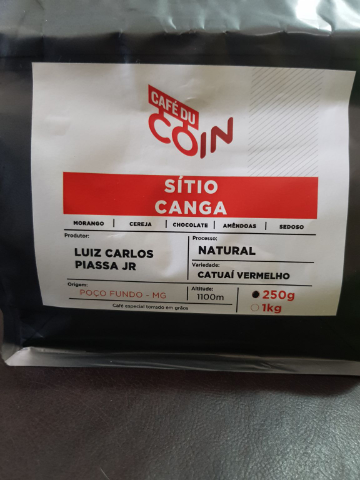 CAFÉ DU
COIN
SÍTIO
CANGA
MORANGO | CEREJA | CHOCOLATE | AMÊNDOAS | SEDOSO
Produtor:
LUIZ CARLOS
PIASSA JR
Processo:
NATURAL
Variedade:
CATUAÍ VERMELHO
Origem:
POÇO FUNDO - MG
Altitude:
1100m
250g
1kg
Café especial torrado em grãos